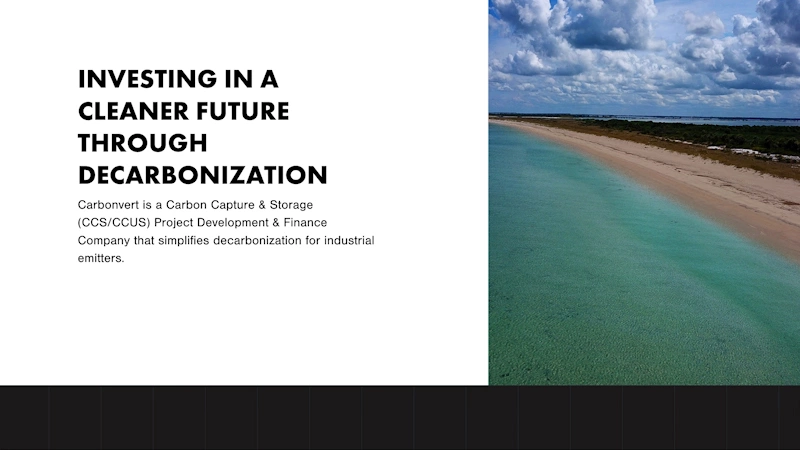 INVESTING IN A
CLEANER FUTURE
THROUGH
DECARBONIZATION
Carbonvert is a Carbon Capture & Storage
(CCS/CCUS) Project Development & Finance
Company that simplifies decarbonization for industrial
emitters.